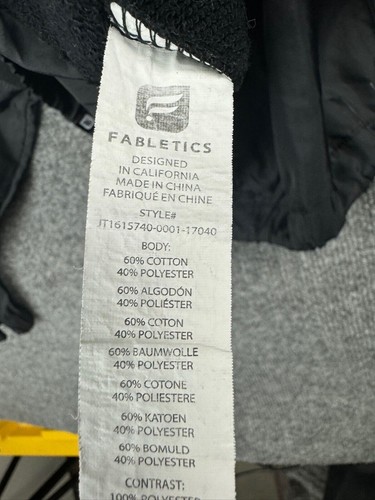 FABLETICS
DESIGNED
IN CALIFORNIA
MADE IN CHINA
FABRIQUÉ EN CHINE
STYLE#
JT1615740-0001-17040
BODY:
60% COTTON
40% POLYESTER
60% ALGODÓN
40% POLIÉSTER
60% COTON
40% POLYESTER
60% BAUMWOLLE
40% POLYESTER
60% COTONE
40% POLIESTERE
60% KATOEN
40% POLYESTER
60% BOMULD
40% POLYESTER
CONTRAST:
100% POLYESTER